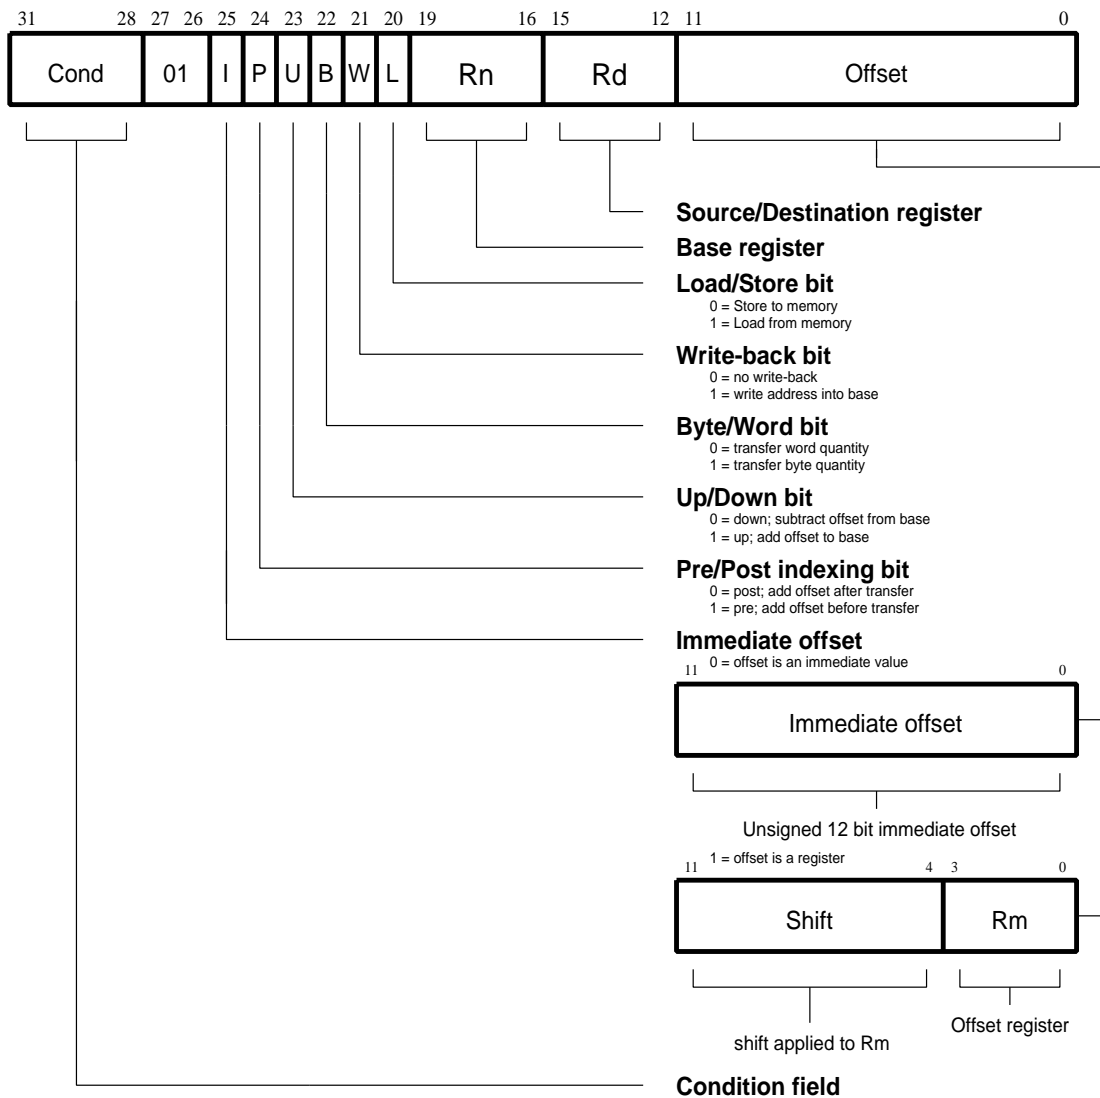 31 28 27 26 25 24 23 22 21 20 19 16 15 12 11 0
Cond 01 I P U B W L Rn Rd Offset
Source/Destination register
Base register
Load/Store bit
0 = Store to memory
1 = Load from memory
Write-back bit
0 = no write-back
1 = write address into base
Byte/Word bit
0 = transfer word quantity
1 = transfer byte quantity
Up/Down bit
0 = down; subtract offset from base
1 = up; add offset to base
Pre/Post indexing bit
0 = post; add offset after transfer
1 = pre; add offset before transfer
Immediate offset
0 = offset is an immediate value
11 0
Immediate offset
Unsigned 12 bit immediate offset
1 = offset is a register
11 4 3 0
Shift Rm
Offset register
shift applied to Rm
Condition field